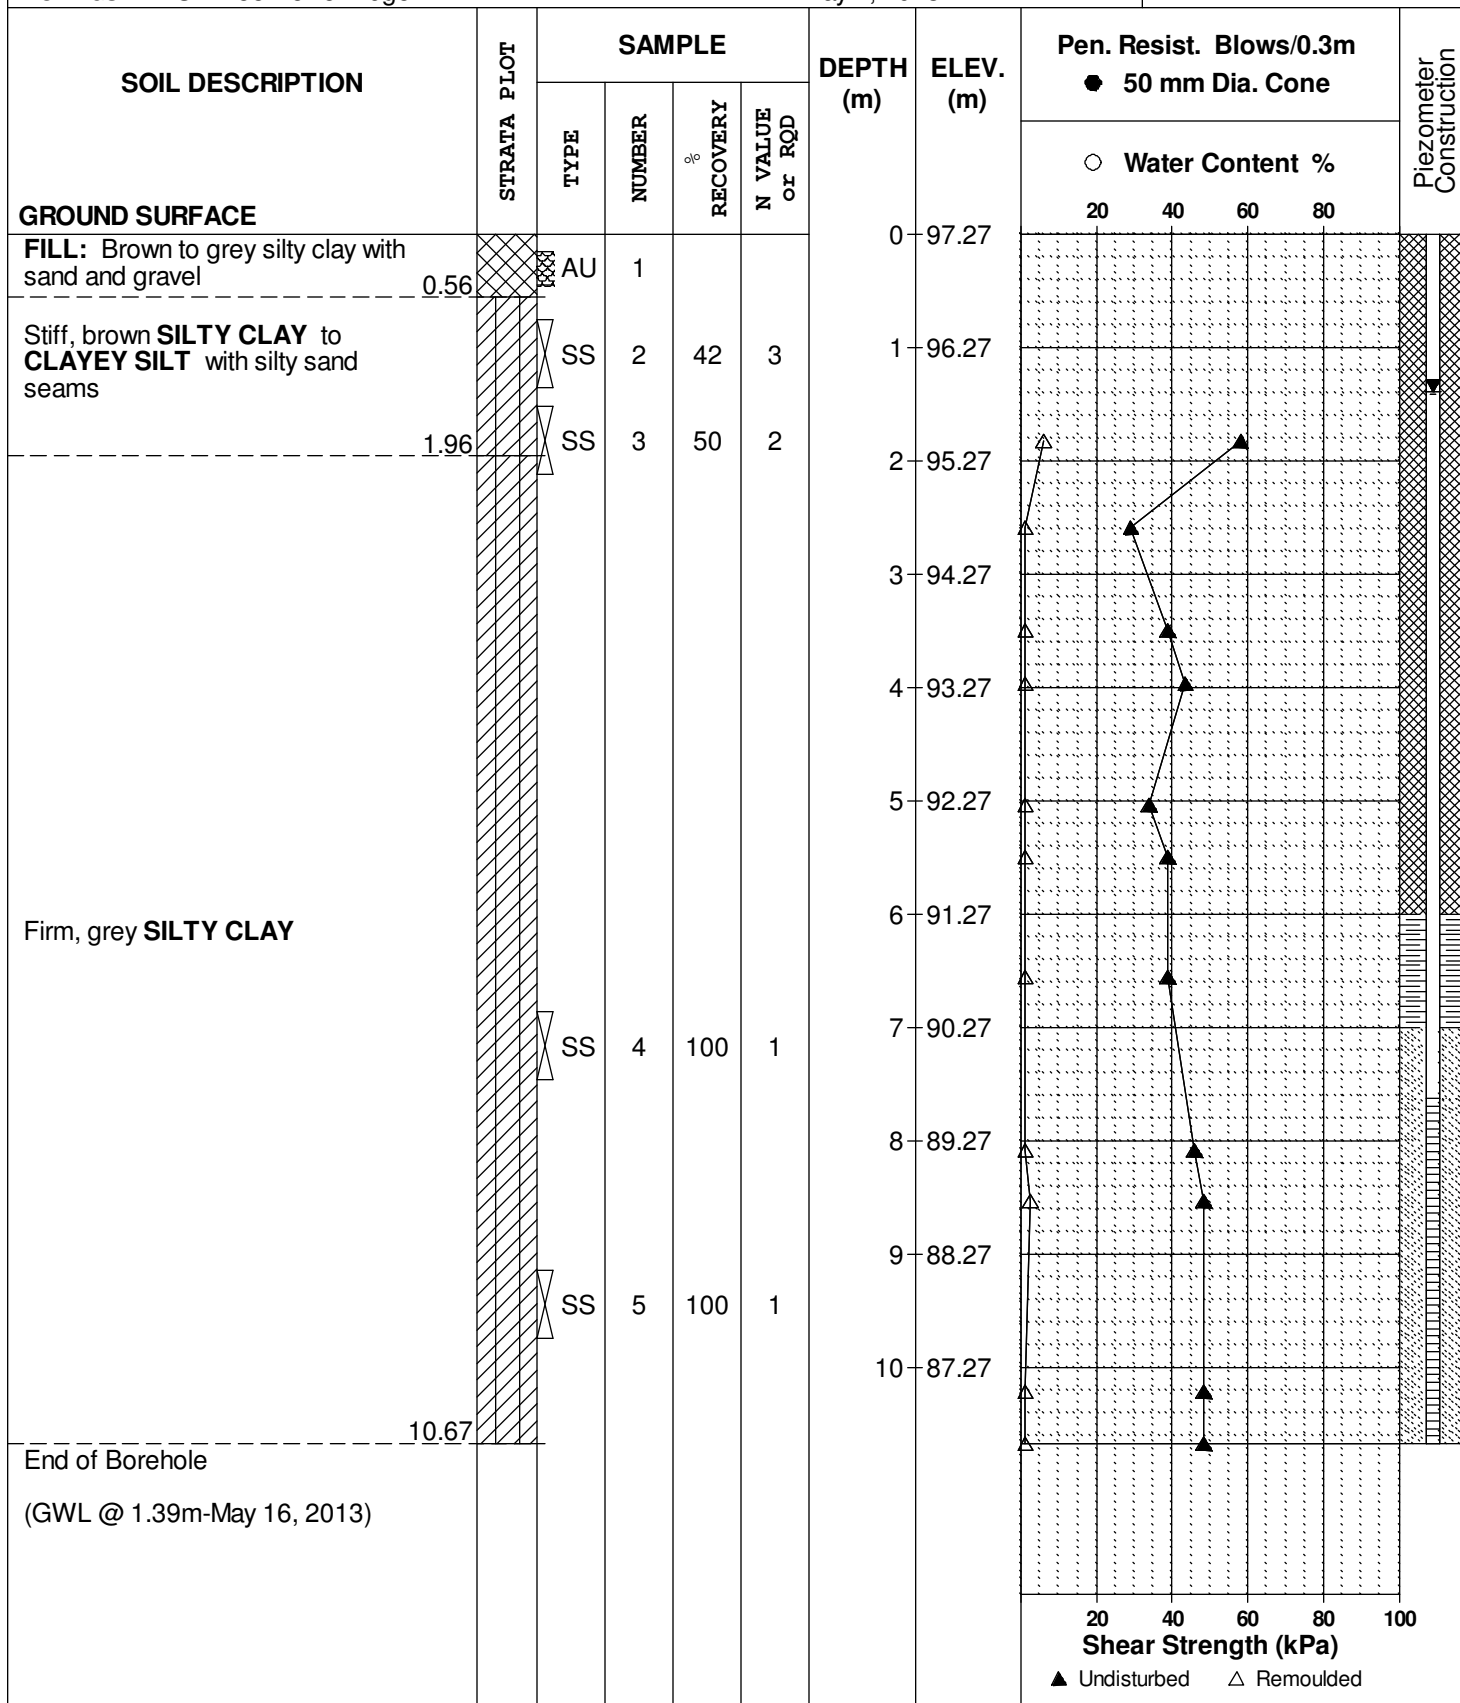 SOIL DESCRIPTION
GROUND SURFACE
STRATA PLOT
SAMPLE
TYPE
NUMBER
%
RECOVERY
N VALUE
or RQD
DEPTH
(m)
ELEV.
(m)
Pen. Resist. Blows/0.3m
● 50 mm Dia. Cone
○ Water Content %
20 40 60 80
Piezometer
Construction
FILL: Brown to grey silty clay with
sand and gravel
0.56
AU 1
0 97.27
Stiff, brown SILTY CLAY to
CLAYEY SILT with silty sand
seams
SS 2 42 3
1 96.27
1.96
SS 3 50 2
2 95.27
3 94.27
4 93.27
5 92.27
6 91.27
Firm, grey SILTY CLAY
7 90.27
SS 4 100 1
8 89.27
9 88.27
SS 5 100 1
10 87.27
10.67
End of Borehole
(GWL @ 1.39m-May 16, 2013)
20 40 60 80 100
Shear Strength (kPa)
▲ Undisturbed △ Remoulded